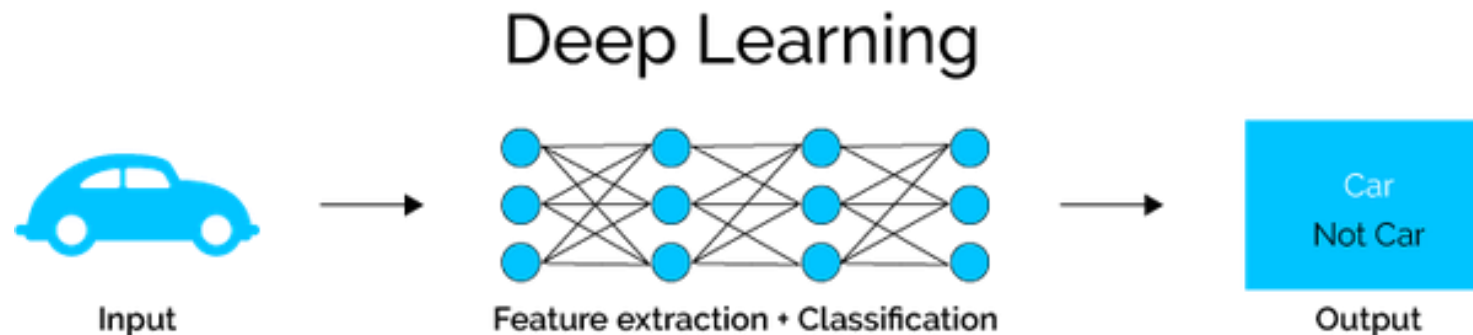 Deep Learning
Car
Not Car
Input
Feature extraction + Classification
Output